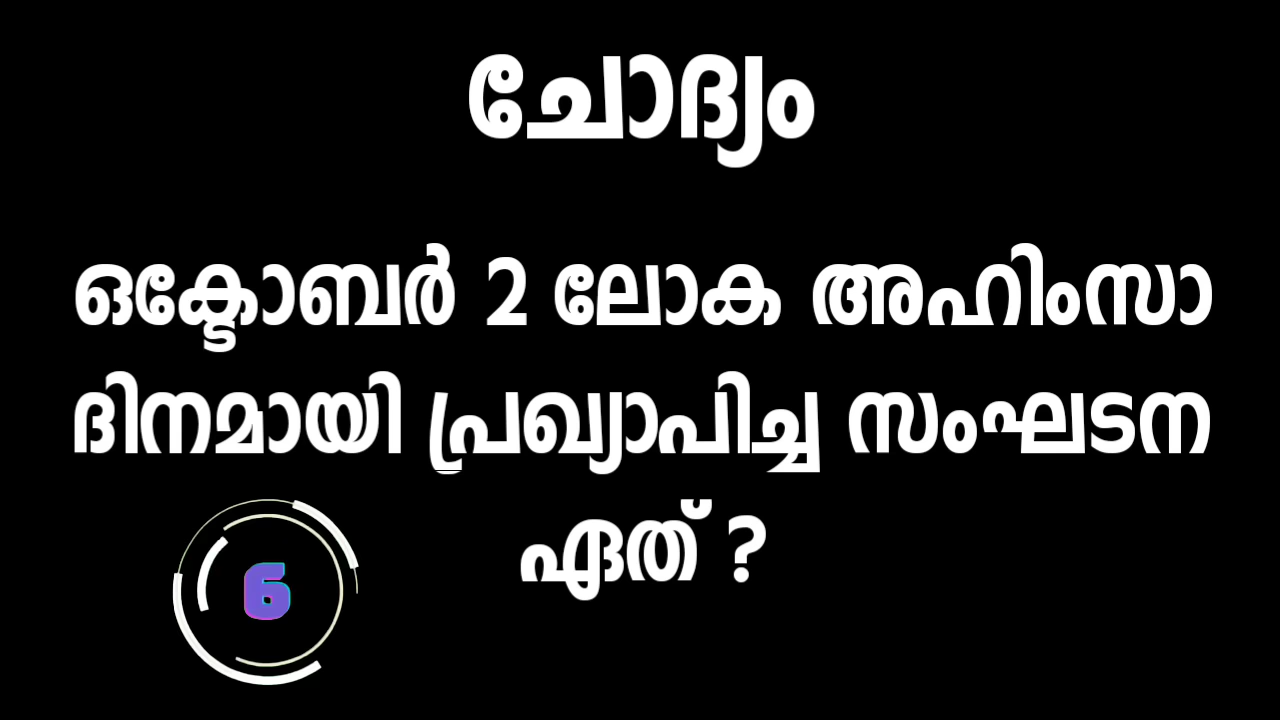 ചോദ്യം
ഒക്ടോബർ 2 ലോക അഹിംസാ
ദിനമായി പ്രഖ്യാപിച്ച സംഘടന
ഏത് ?
6